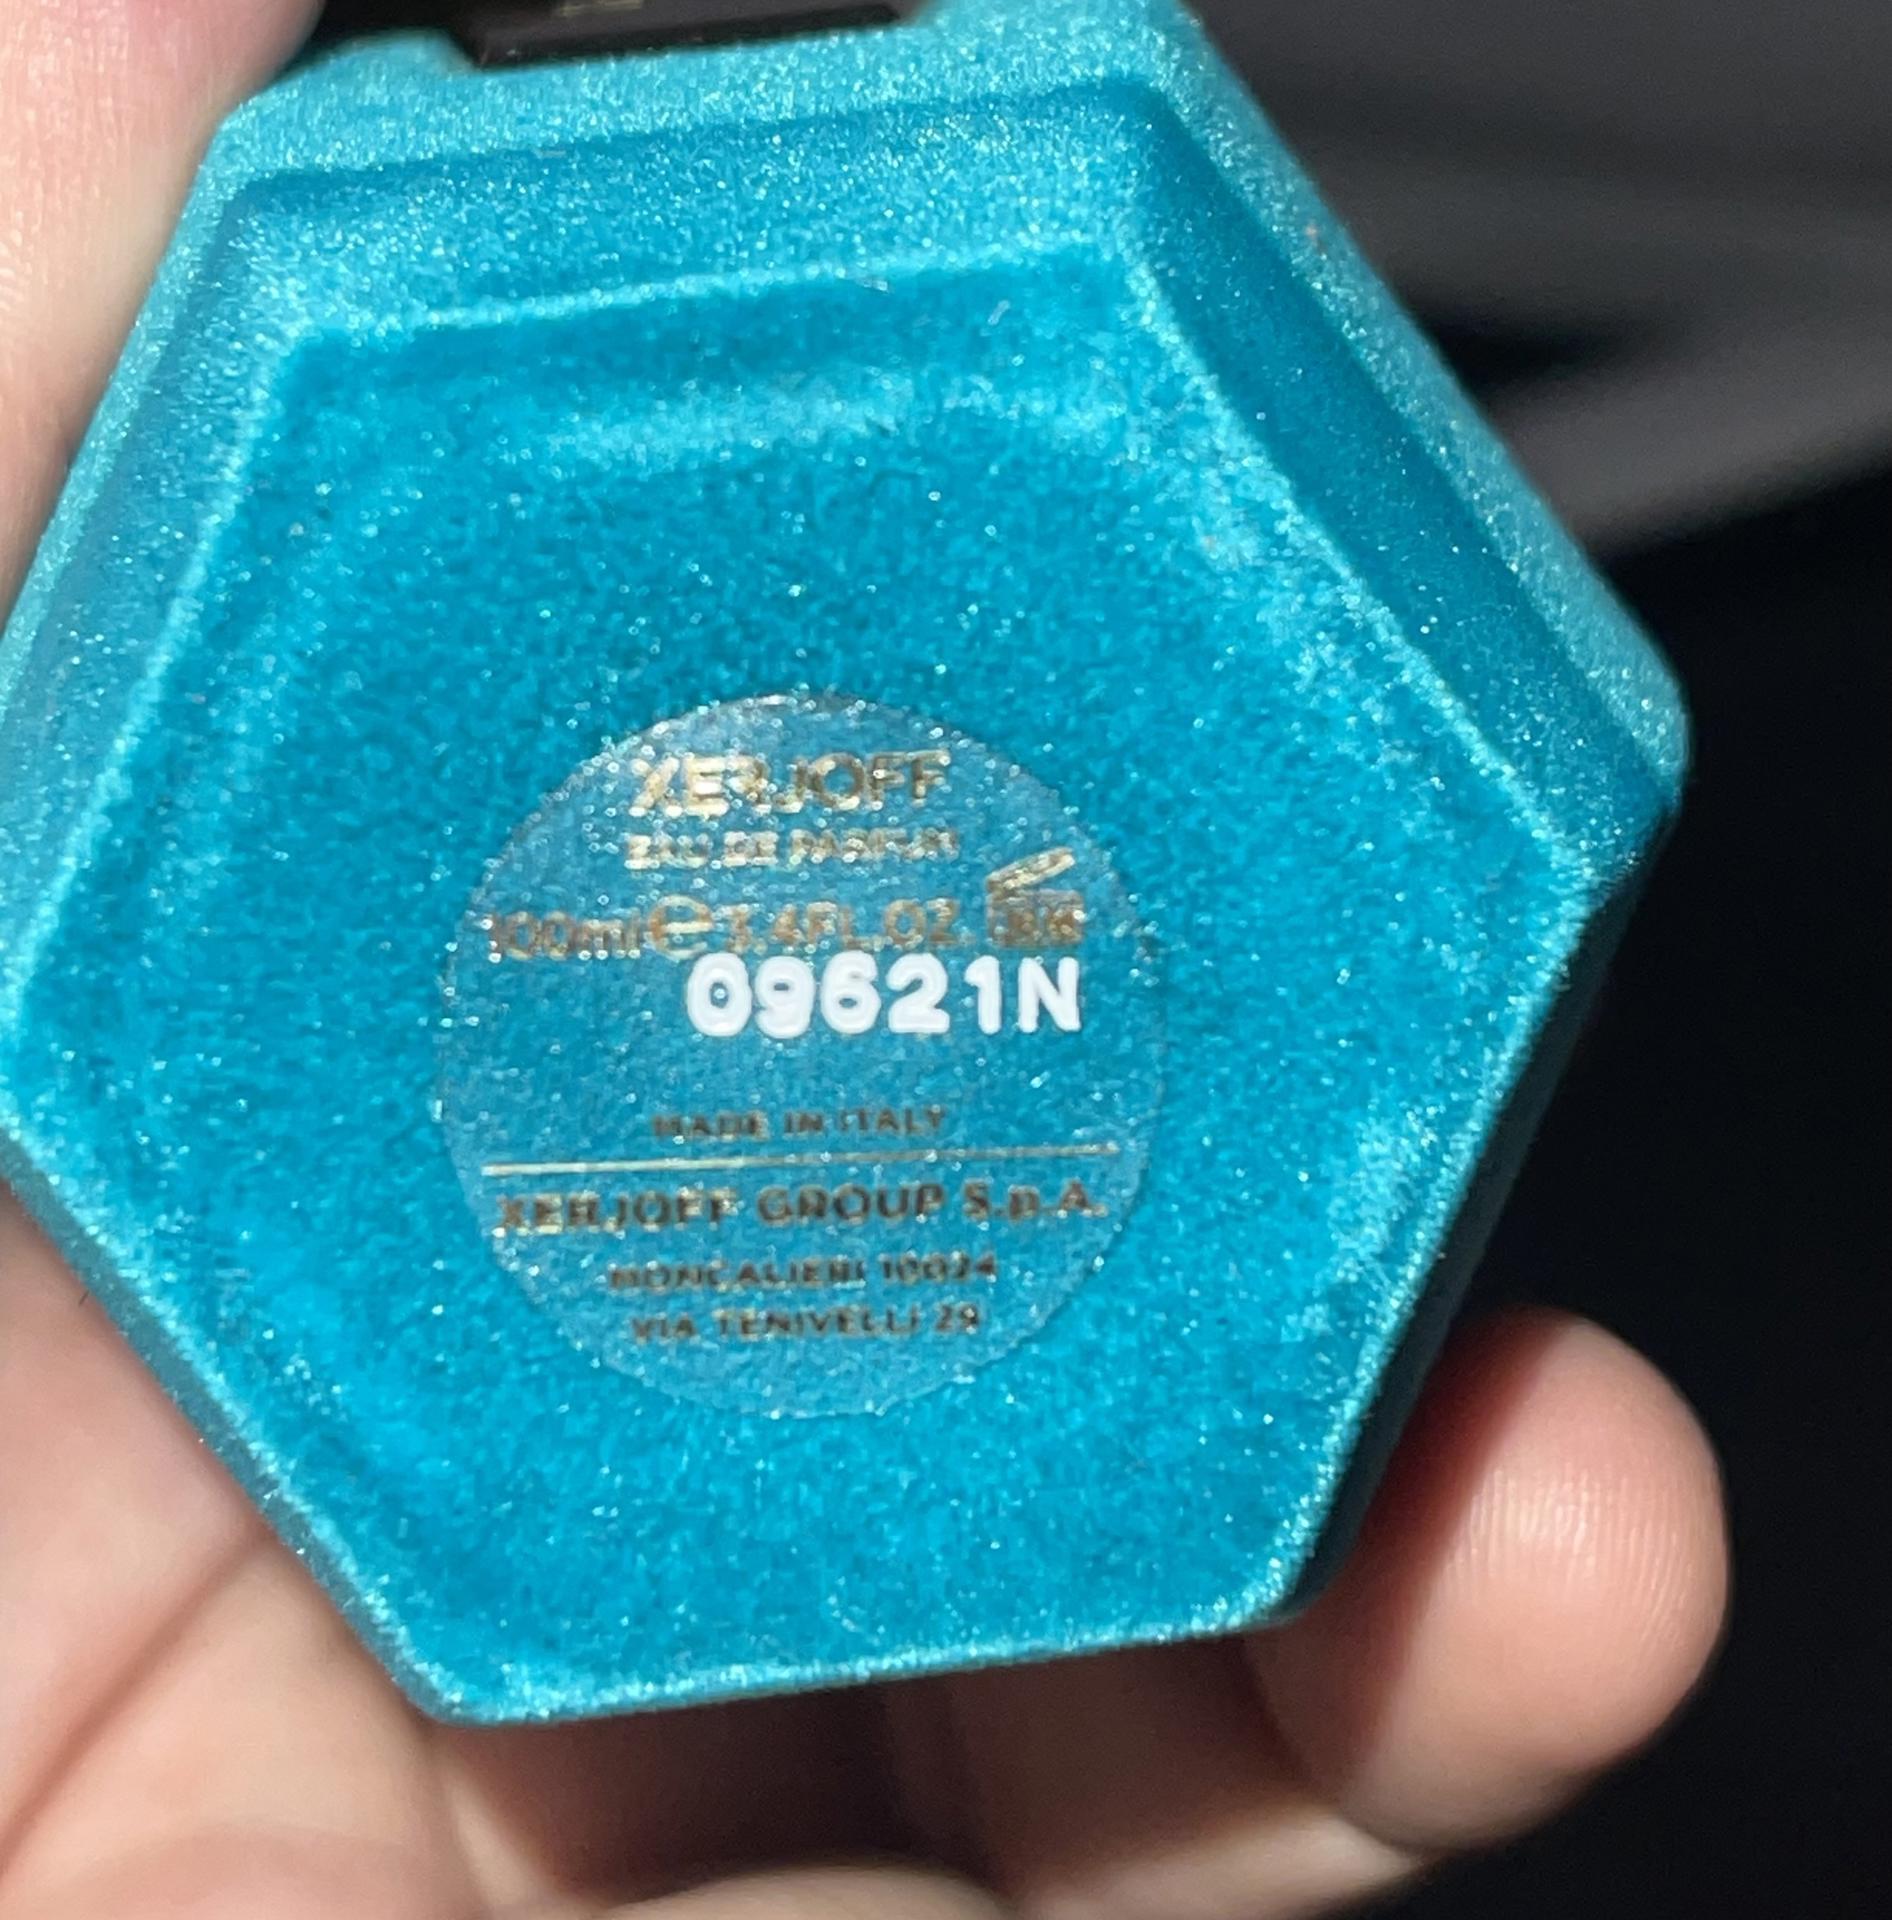 XERJOFF
EAU DE PARFUM
100ml e 3.4FL.OZ.
09621N
MADE IN ITALY
XERJOFF GROUP S.p.A.
MONCALIERI 10024
VIA TENIVELLI 29